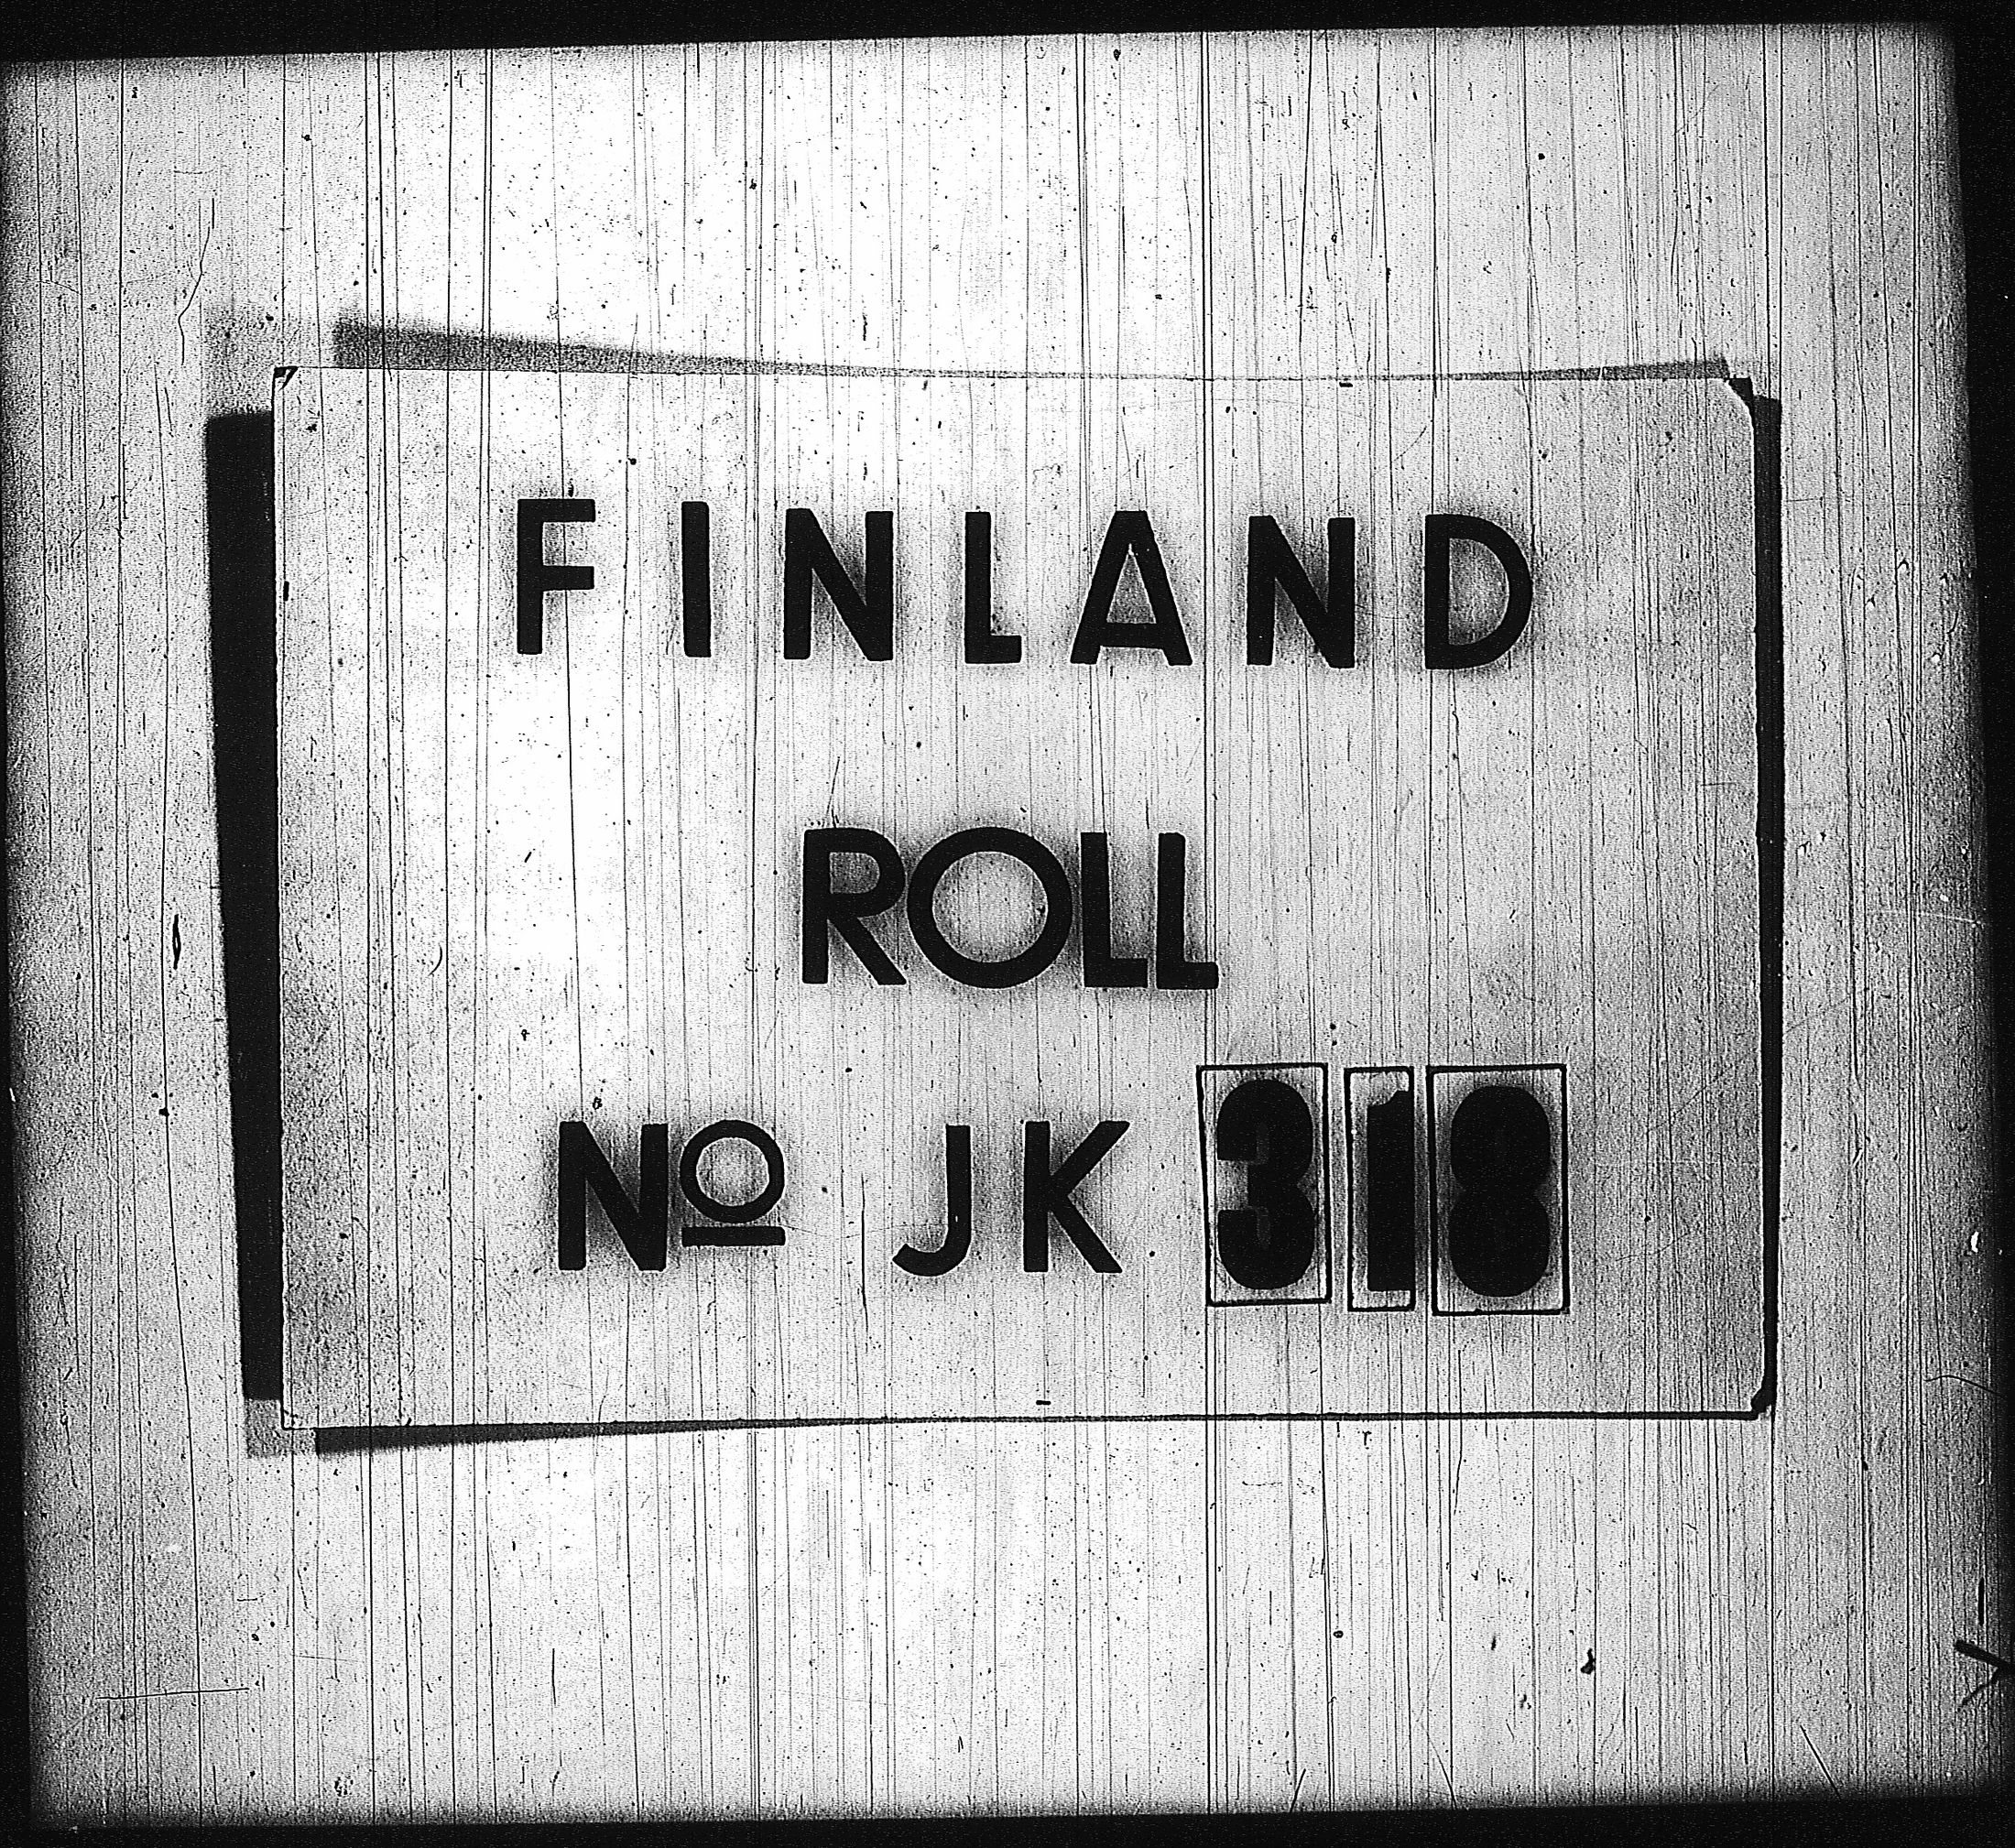 FINLAND
ROLL
Nº JK 318